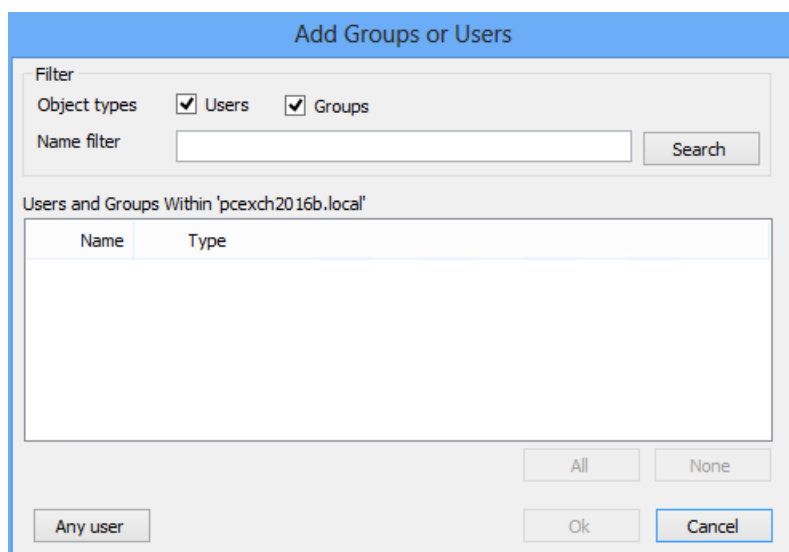 Add Groups or Users
Filter
Object types Users Groups
Name filter Search
Users and Groups Within 'pcexch2016b.local'
Name Type
All None
Any user Ok Cancel